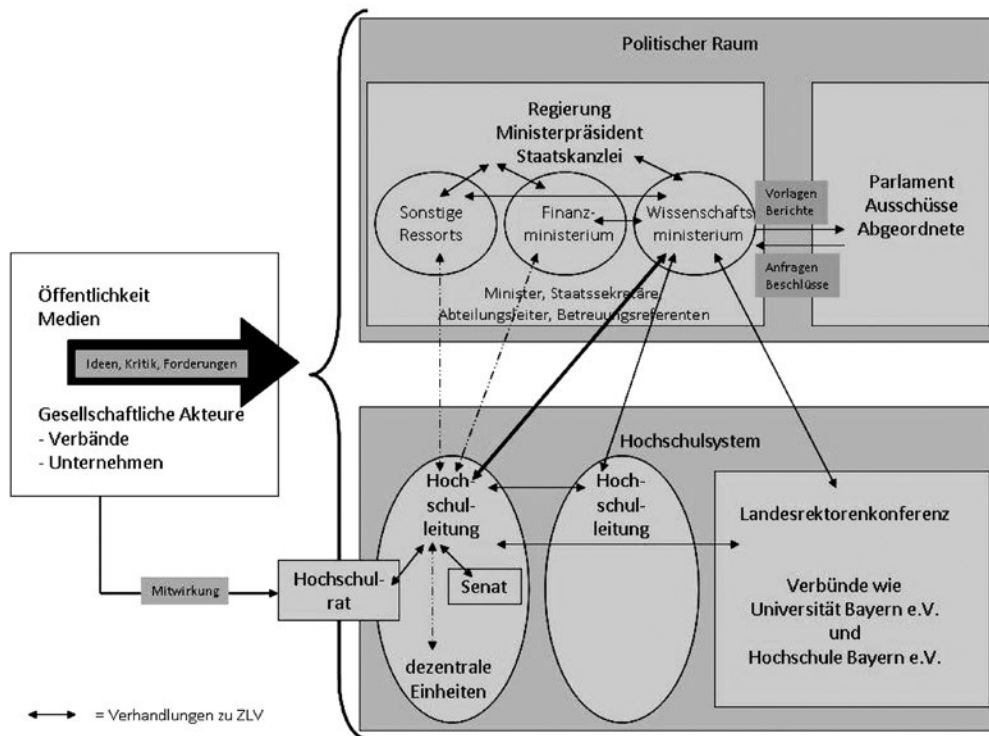 Politischer Raum
Regierung
Ministerpräsident
Staatskanzlei
Sonstige
Ressorts
Finanz-
ministerium
Wissenschafts
ministerium
Vorlagen
Berichte
Anfragen
Beschlüsse
Parlament
Ausschüsse
Abgeordnete
Minister, Staatssekretäre,
Abteilungsleiter, Betreuungsreferenten
Öffentlichkeit
Medien
Ideen, Kritik, Forderungen
Gesellschaftliche Akteure
- Verbände
- Unternehmen
Mitwirkung
Hochschul-
rat
Hochschulsystem
Hoch-
schul-
leitung
Senat
dezentrale
Einheiten
Hoch-
schul-
leitung
Landesrektorenkonferenz
Verbünde wie
Universität Bayern e.V.
und
Hochschule Bayern e.V.
= Verhandlungen zu ZLV